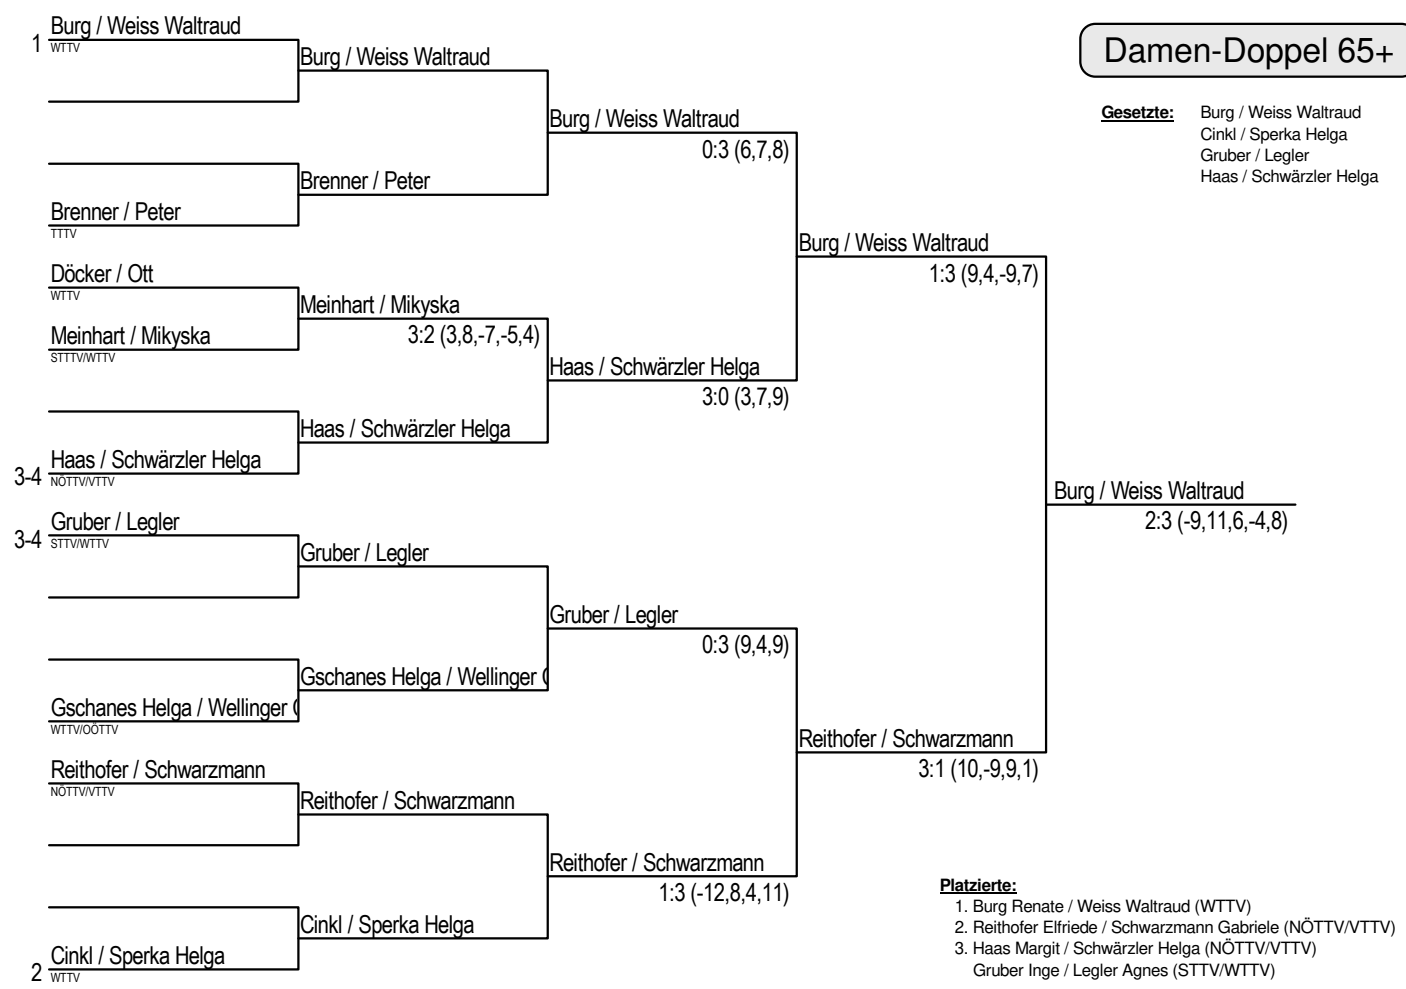 Damen-Doppel 65+
Gesetzte: Burg / Weiss Waltraud
Cinkl / Sperka Helga
Gruber / Legler
Haas / Schwärzler Helga
1 Burg / Weiss Waltraud
WTTV
Brenner / Peter
TTTV
Döcker / Ott
WTTV
Meinhart / Mikyska
STTTV/WTTV
3-4 Haas / Schwärzler Helga
NÖTTV/VTTV
3-4 Gruber / Legler
STTV/WTTV
Gschanes Helga / Wellinger
WTTV/OÖTTV
Reithofer / Schwarzmann
NÖTTV/VTTV
2 Cinkl / Sperka Helga
WTTV
Burg / Weiss Waltraud
Brenner / Peter
Meinhart / Mikyska
3:2 (3,8,-7,-5,4)
Haas / Schwärzler Helga
Gruber / Legler
Gschanes Helga / Wellinger
Reithofer / Schwarzmann
Cinkl / Sperka Helga
Burg / Weiss Waltraud
0:3 (6,7,8)
Haas / Schwärzler Helga
3:0 (3,7,9)
Gruber / Legler
0:3 (9,4,9)
Reithofer / Schwarzmann
1:3 (-12,8,4,11)
Burg / Weiss Waltraud
1:3 (9,4,-9,7)
Reithofer / Schwarzmann
3:1 (10,-9,9,1)
Burg / Weiss Waltraud
2:3 (-9,11,6,-4,8)
Platzierte:
1. Burg Renate / Weiss Waltraud (WTTV)
2. Reithofer Elfriede / Schwarzmann Gabriele (NÖTTV/VTTV)
3. Haas Margit / Schwärzler Helga (NÖTTV/VTTV)
Gruber Inge / Legler Agnes (STTV/WTTV)